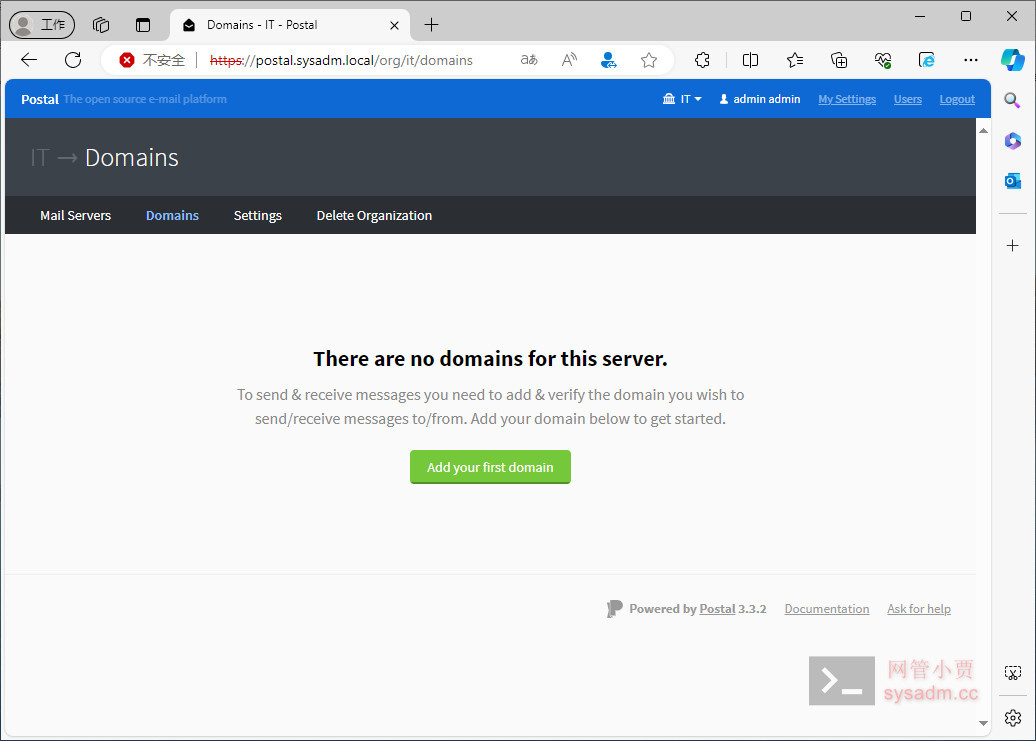 工作
Domains - IT - Postal
不安全
https://postal.sysadm.local/org/it/domains
Postal The open source e-mail platform
IT
admin admin
My Settings
Users
Logout
IT → Domains
Mail Servers
Domains
Settings
Delete Organization
There are no domains for this server.
To send & receive messages you need to add & verify the domain you wish to
send/receive messages to/from. Add your domain below to get started.
Add your first domain
Powered by Postal 3.3.2
Documentation
Ask for help
网管小贾
sysadm.cc